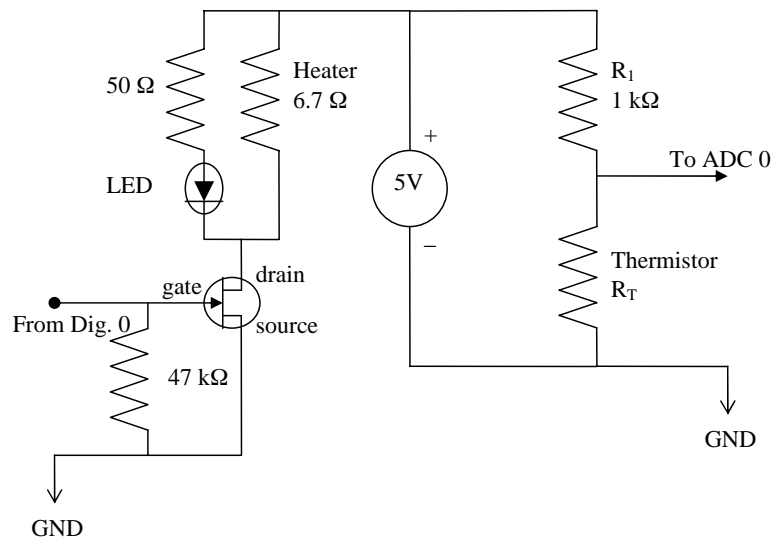 50 Ω
Heater
6.7 Ω
R1
1 kΩ
To ADC 0
LED
+
5V
−
Thermistor
RT
gate
drain
source
From Dig. 0
47 kΩ
GND
GND